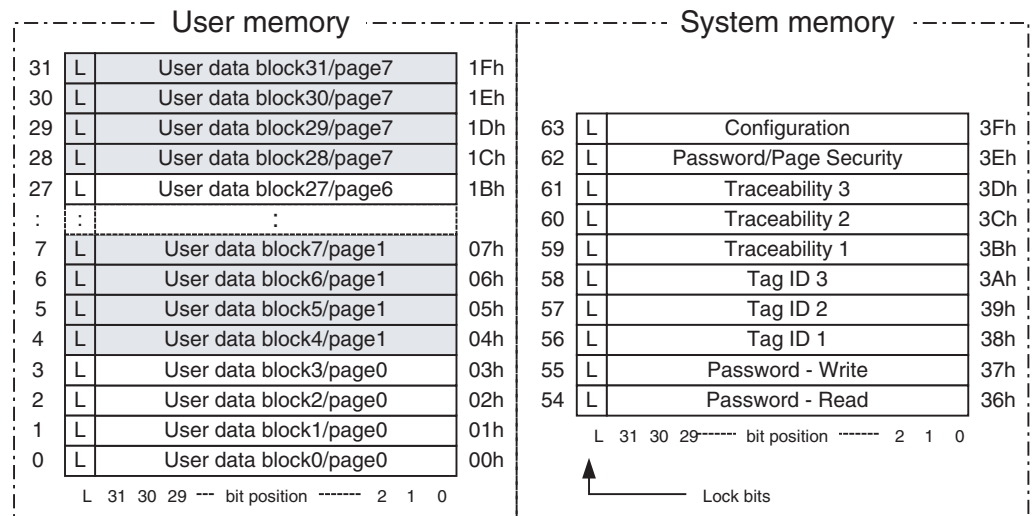 User memory
31 L User data block31/page7 1Fh
30 L User data block30/page7 1Eh
29 L User data block29/page7 1Dh
28 L User data block28/page7 1Ch
27 L User data block27/page6 1Bh
: : :
7 L User data block7/page1 07h
6 L User data block6/page1 06h
5 L User data block5/page1 05h
4 L User data block4/page1 04h
3 L User data block3/page0 03h
2 L User data block2/page0 02h
1 L User data block1/page0 01h
0 L User data block0/page0 00h
L 31 30 29 --- bit position ------- 2 1 0
System memory
63 L Configuration 3Fh
62 L Password/Page Security 3Eh
61 L Traceability 3 3Dh
60 L Traceability 2 3Ch
59 L Traceability 1 3Bh
58 L Tag ID 3 3Ah
57 L Tag ID 2 39h
56 L Tag ID 1 38h
55 L Password - Write 37h
54 L Password - Read 36h
L 31 30 29------- bit position ------- 2 1 0
Lock bits